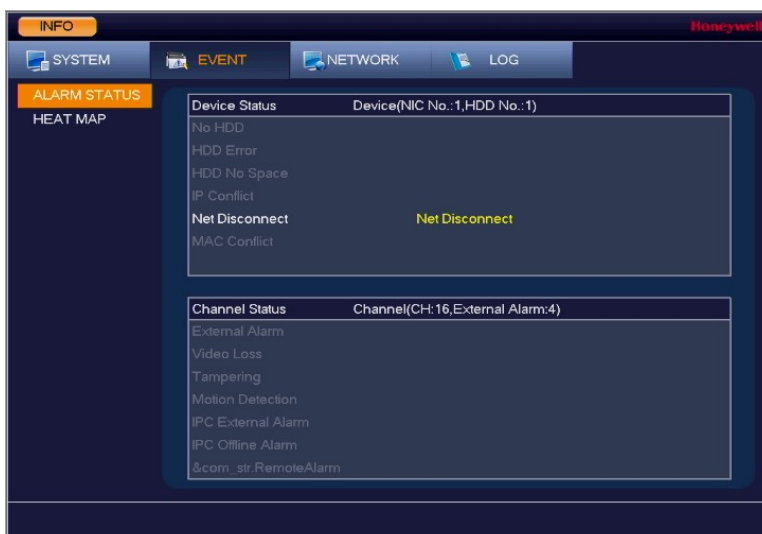 INFO
Honeywell
SYSTEM EVENT NETWORK LOG
ALARM STATUS
HEAT MAP
Device Status Device(NIC No.:1,HDD No.:1)
No HDD
HDD Error
HDD No Space
IP Conflict
Net Disconnect Net Disconnect
MAC Conflict
Channel Status Channel(CH:16,External Alarm:4)
External Alarm
Video Loss
Tampering
Motion Detection
IPC External Alarm
IPC Offline Alarm
&com_str.RemoteAlarm